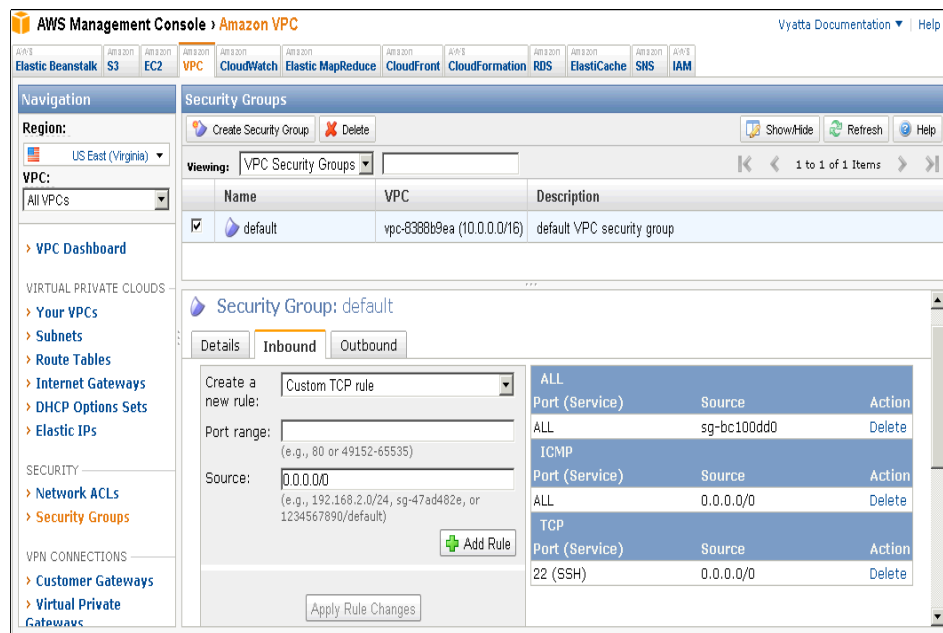 AWS Management Console › Amazon VPC
Vyatta Documentation ▼ | Help
AWS Elastic Beanstalk
Amazon S3
Amazon EC2
Amazon VPC
Amazon CloudWatch
Amazon Elastic MapReduce
Amazon CloudFront
AWS CloudFormation
Amazon RDS
Amazon ElastiCache
Amazon SNS
AWS IAM
Navigation
Region:
US East (Virginia) ▼
VPC:
All VPCs
› VPC Dashboard
VIRTUAL PRIVATE CLOUDS
› Your VPCs
› Subnets
› Route Tables
› Internet Gateways
› DHCP Options Sets
› Elastic IPs
SECURITY
› Network ACLs
› Security Groups
VPN CONNECTIONS
› Customer Gateways
› Virtual Private
Gateways
Security Groups
Create Security Group
Delete
Show/Hide
Refresh
Help
Viewing: VPC Security Groups
1 to 1 of 1 Items
Name VPC Description
default vpc-8388b9ea (10.0.0.0/16) default VPC security group
Security Group: default
Details Inbound Outbound
Create a
new rule:
Custom TCP rule
Port range:
(e.g., 80 or 49152-65535)
Source: 0.0.0.0/0
(e.g., 192.168.2.0/24, sg-47ad482e, or
1234567890/default)
Add Rule
Apply Rule Changes
ALL
Port (Service) Source Action
ALL sg-bc100dd0 Delete
ICMP
Port (Service) Source Action
ALL 0.0.0.0/0 Delete
TCP
Port (Service) Source Action
22 (SSH) 0.0.0.0/0 Delete